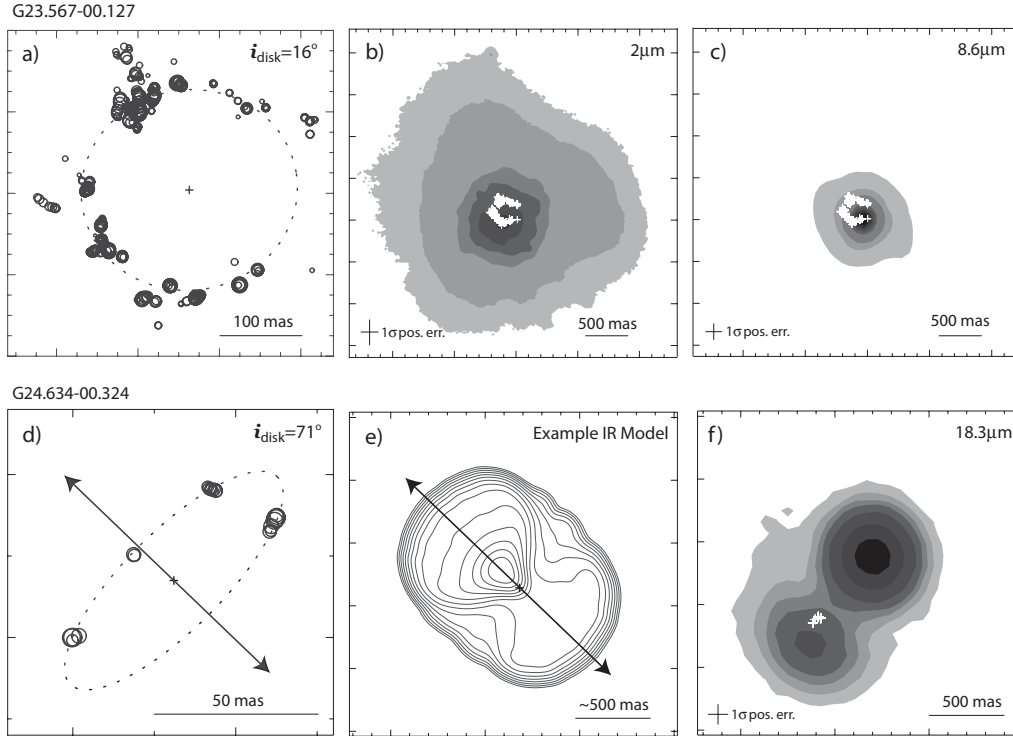 G23.567-00.127
a)
i disk=16°
100 mas
b)
2μm
1σ pos. err.
500 mas
c)
8.6μm
1σ pos. err.
500 mas
G24.634-00.324
d)
i disk=71°
50 mas
e)
Example IR Model
~500 mas
f)
18.3μm
1σ pos. err.
500 mas